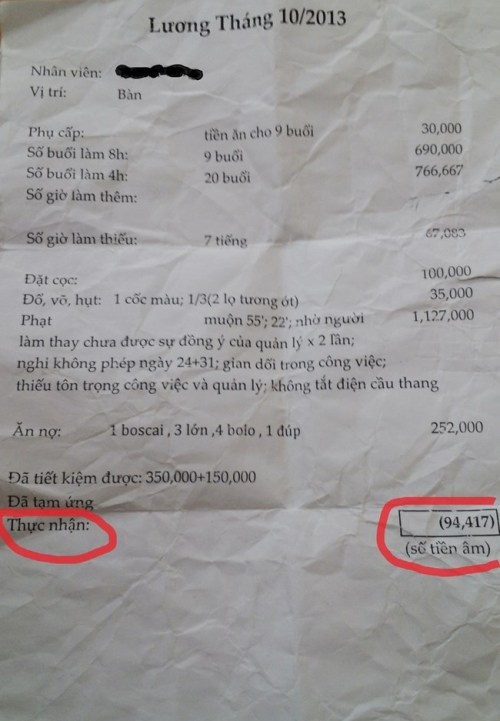 Lương Tháng 10/2013
Nhân viên:
Vị trí: Bàn
Phụ cấp: tiền ăn cho 9 buổi 30,000
Số buổi làm 8h: 9 buổi 690,000
Số buổi làm 4h: 20 buổi 766,667
Số giờ làm thêm:
Số giờ làm thiếu: 7 tiếng 67,083
Đặt cọc: 100,000
Đổ, vỡ, hụt: 1 cốc màu; 1/3(2 lọ tương ớt) 35,000
Phạt muộn 55'; 22'; nhờ người 1,127,000
làm thay chưa được sự đồng ý của quản lý x 2 lần;
nghỉ không phép ngày 24+31; gian dối trong công việc;
thiếu tôn trọng công việc và quản lý; không tắt điện cầu thang
Ăn nợ: 1 boscai , 3 lớn ,4 bolo , 1 đúp 252,000
Đã tiết kiệm được: 350,000+150,000
Đã tạm ứng
Thực nhận: (94,417)
(số tiền âm)